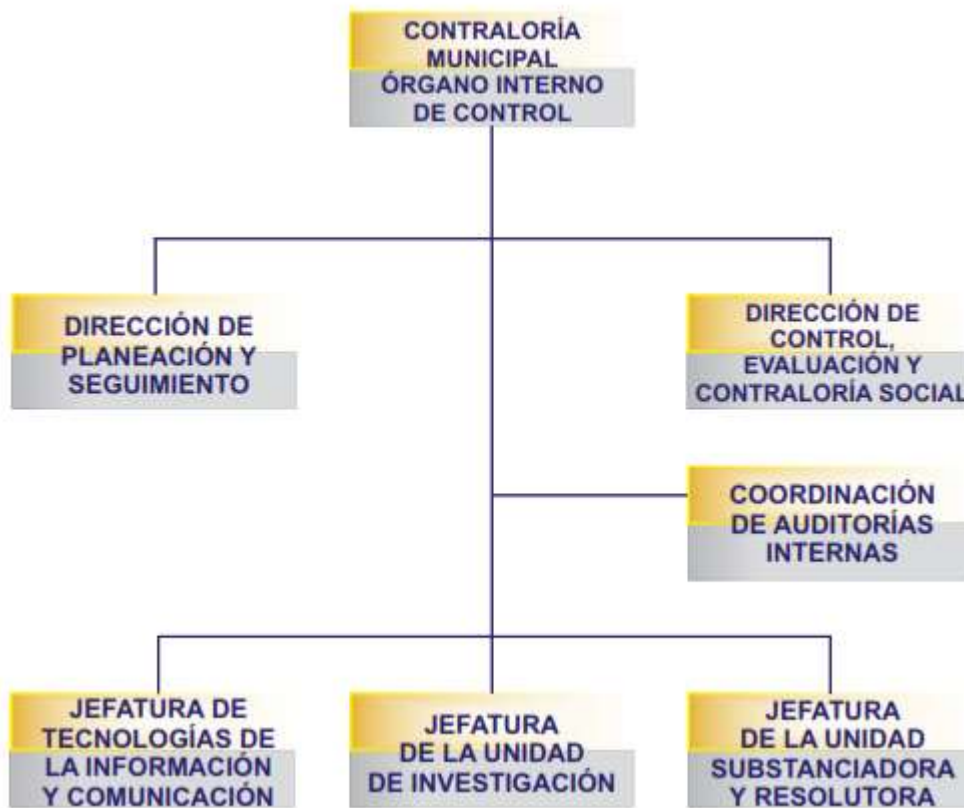 CONTRALORÍA
MUNICIPAL
ÓRGANO INTERNO
DE CONTROL
DIRECCIÓN DE
PLANEACIÓN Y
SEGUIMIENTO
DIRECCIÓN DE
CONTROL,
EVALUACIÓN Y
CONTRALORÍA SOCIAL
COORDINACIÓN
DE AUDITORÍAS
INTERNAS
JEFATURA DE
TECNOLOGÍAS DE
LA INFORMACIÓN
Y COMUNICACIÓN
JEFATURA
DE LA UNIDAD
DE INVESTIGACIÓN
JEFATURA
DE LA UNIDAD
SUBSTANCIADORA
Y RESOLUTORA